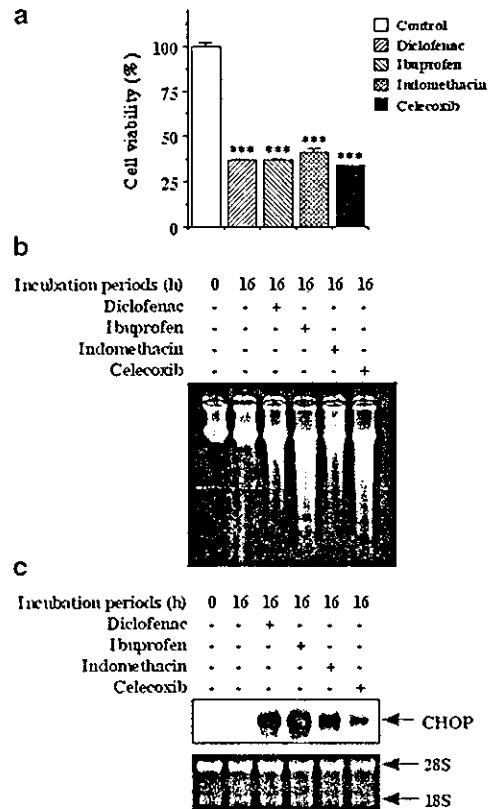 a
Control
Diclofenac
Ibuprofen
Indomethacin
Celecoxib
Cell viability (%)
100
75
50
25
0
***
***
***
***
b
Incubation periods (h) 0 16 16 16 16 16
Diclofenac - - + - - -
Ibuprofen - - - + - -
Indomethacin - - - - + -
Celecoxib - - - - - +
c
Incubation periods (h) 0 16 16 16 16 16
Diclofenac - - + - - -
Ibuprofen - - - + - -
Indomethacin - - - - + -
Celecoxib - - - - - +
CHOP
28S
18S